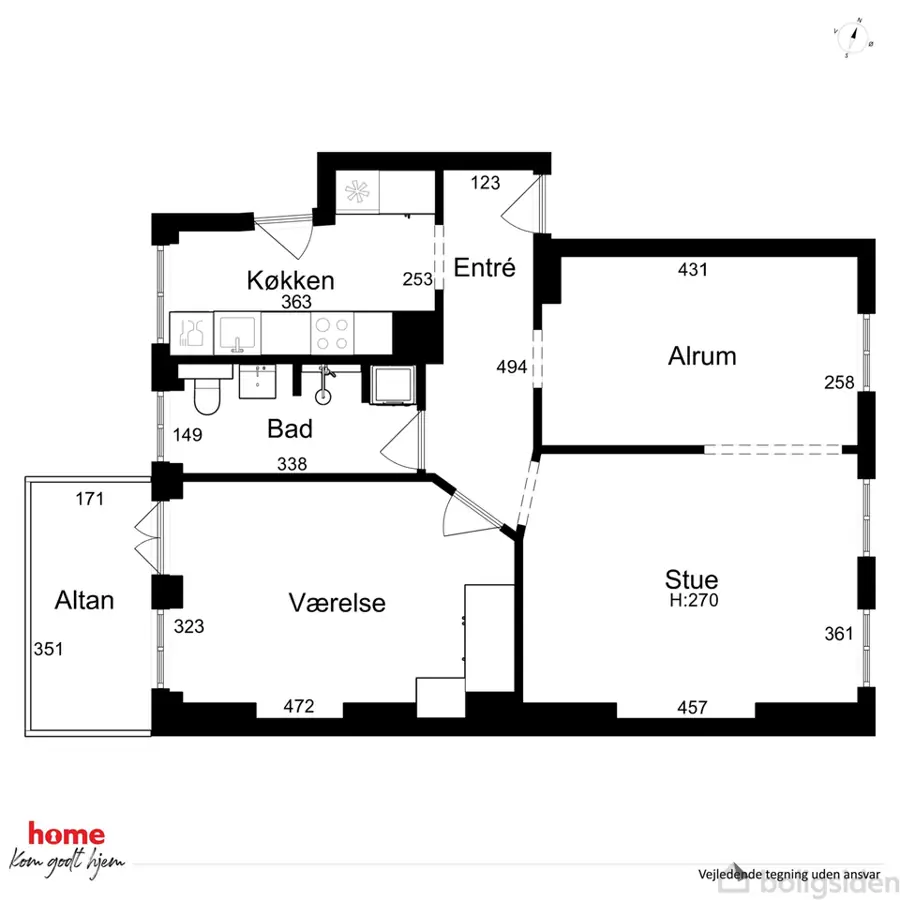 N
V
Ø
S
123
Entré
253
Køkken
363
431
Alrum
494
258
149
Bad
338
171
Altan
351
Værelse
323
472
Stue
H:270
361
457
home
Kom godt hjem
Vejledende tegning uden ansvar
boligsiden